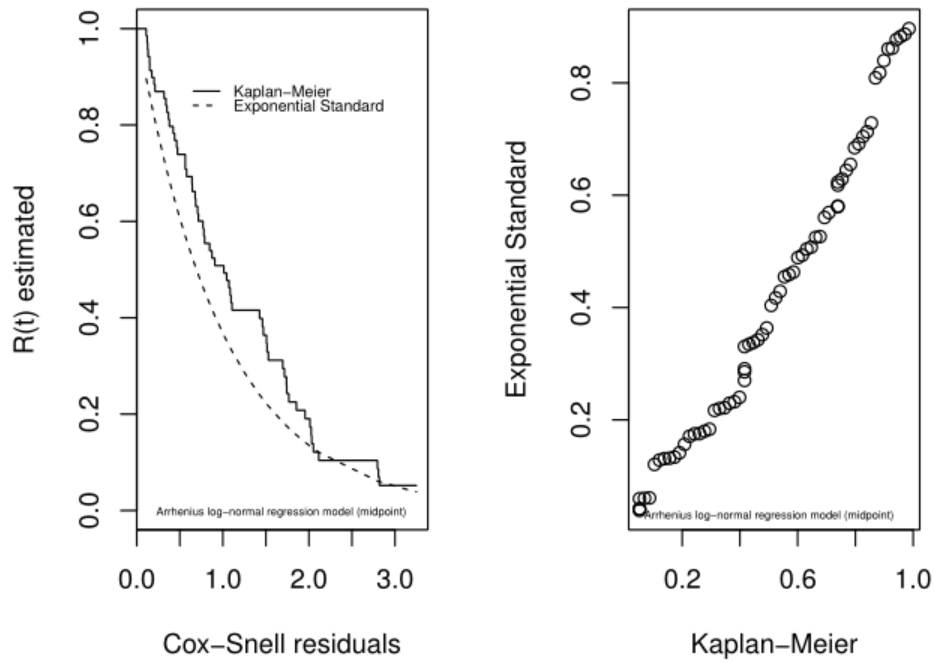 R(t) estimated
1.0
0.8
0.6
0.4
0.2
0.0
Kaplan−Meier
Exponential Standard
Arrhenius log−normal regression model (midpoint)
0.0 1.0 2.0 3.0
Cox−Snell residuals
Exponential Standard
0.8
0.6
0.4
0.2
Arrhenius log−normal regression model (midpoint)
0.2 0.6 1.0
Kaplan−Meier